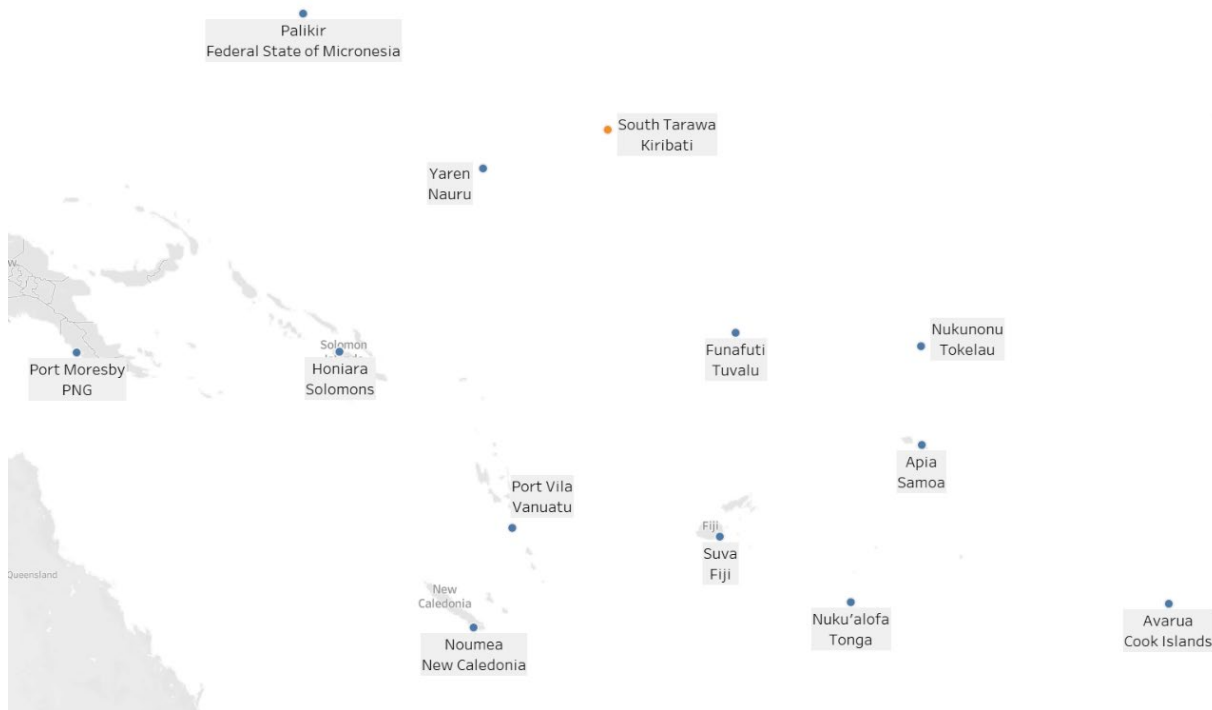 Palikir
Federal State of Micronesia
South Tarawa
Kiribati
Yaren
Nauru
Solomon
Funafuti
Tuvalu
Nukunonu
Tokelau
Port Moresby
PNG
Honiara
Solomons
Apia
Samoa
Port Vila
Vanuatu
Fiji
Suva
Fiji
Queensland
New
Caledonia
Noumea
New Caledonia
Nuku’alofa
Tonga
Avarua
Cook Islands